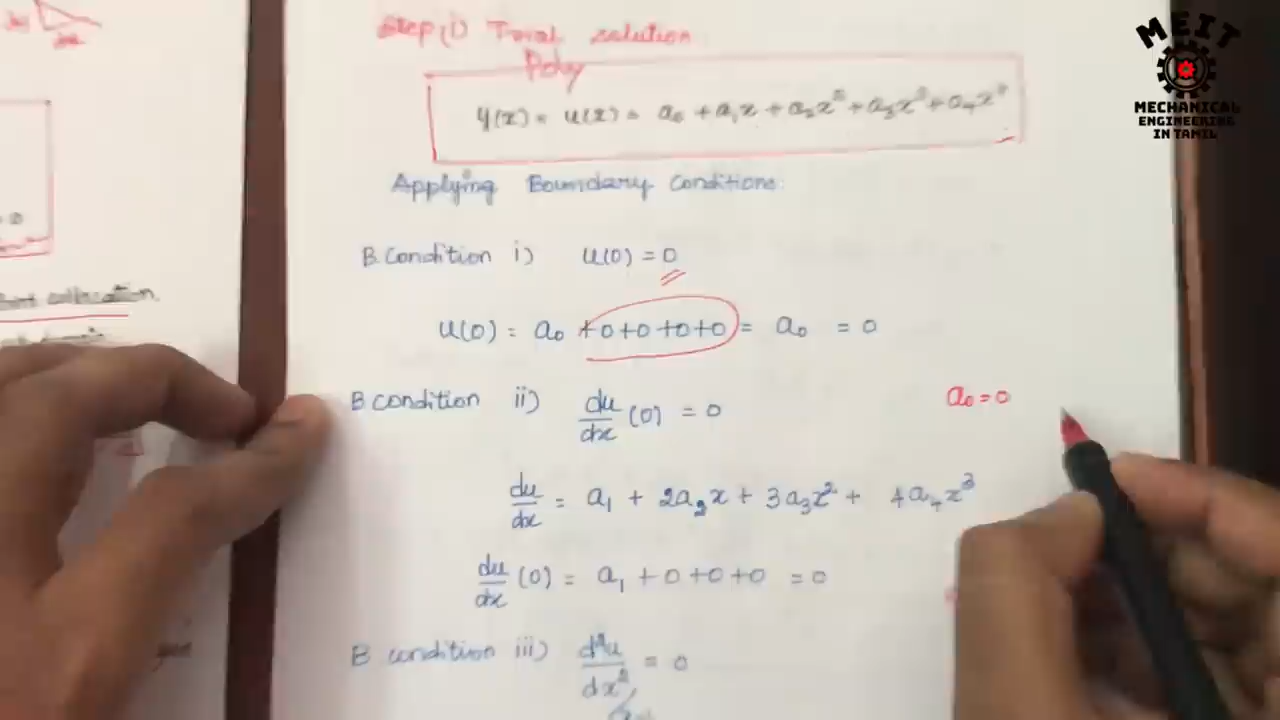 Step (i) Trial solution
Poly
y(x) = u(x) = a₀ + a₁x + a₂x² + a₃x³ + a₄x⁴
Applying Boundary Conditions:
B Condition i) u(0) = 0
u(0) = a₀ + 0 + 0 + 0 + 0 = a₀ = 0
B condition ii) du/dx (0) = 0
a₀ = 0
du/dx = a₁ + 2a₂x + 3a₃x² + 4a₄x³
du/dx (0) = a₁ + 0 + 0 + 0 = 0
B condition iii) d²u/dx² = 0
= 0
collocation.
MEIT
MECHANICAL
ENGINEERING
IN TAMIL